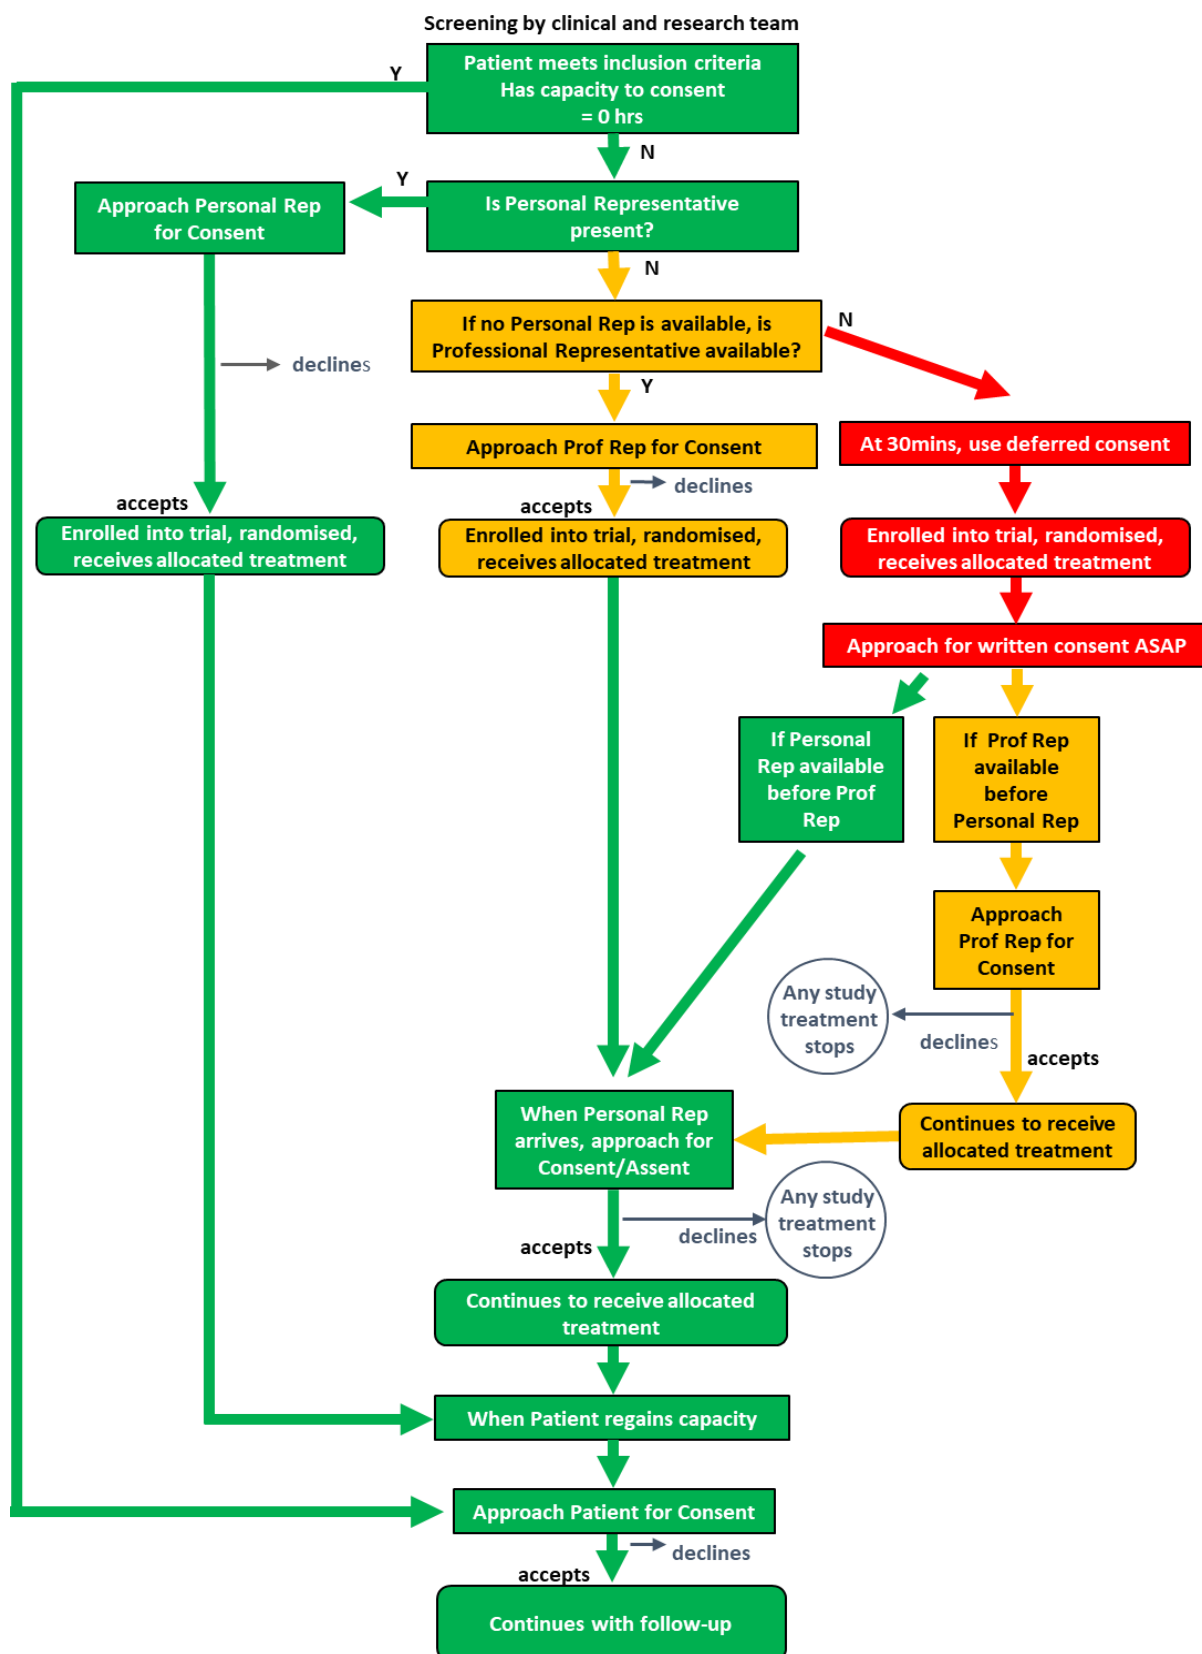 Screening by clinical and research team
Patient meets inclusion criteria
Has capacity to consent
= 0 hrs
Y
N
Y
Approach Personal Rep
for Consent
Is Personal Representative
present?
N
If no Personal Rep is available, is
Professional Representative available?
N
declines
Y
Approach Prof Rep for Consent
At 30mins, use deferred consent
declines
accepts
accepts
Enrolled into trial, randomised,
receives allocated treatment
Enrolled into trial, randomised,
receives allocated treatment
Enrolled into trial, randomised,
receives allocated treatment
Approach for written consent ASAP
If Personal
Rep available
before Prof
Rep
If Prof Rep
available
before
Personal Rep
Approach
Prof Rep for
Consent
Any study
treatment
stops
declines
accepts
When Personal Rep
arrives, approach for
Consent/Assent
Continues to receive
allocated treatment
Any study
treatment
stops
declines
accepts
Continues to receive allocated
treatment
When Patient regains capacity
Approach Patient for Consent
declines
accepts
Continues with follow-up